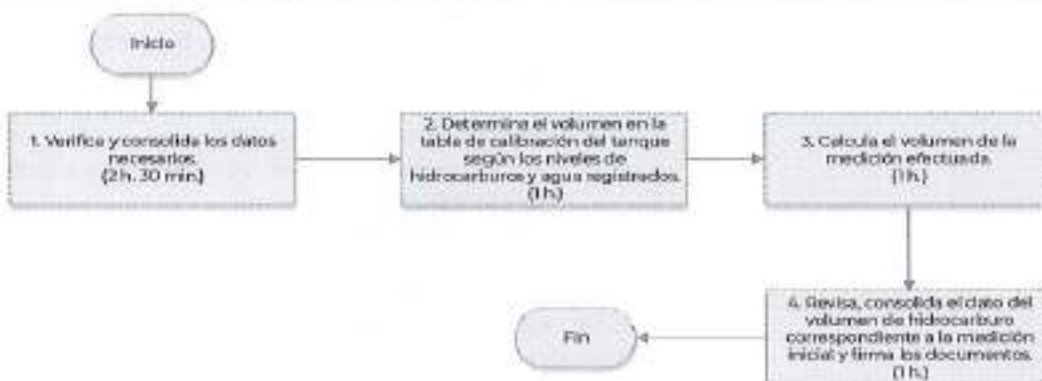 Inicio
1. Verifica y consolida los datos
necesarios.
(2 h. 30 min.)
2. Determina el volumen en la
tabla de calibración del tanque
según los niveles de
hidrocarburos y agua registrados.
(1 h.)
3. Calcula el volumen de la
medición efectuada.
(1 h.)
4. Revisa, consolida el dato del
volumen de hidrocarburo
correspondiente a la medición
inicial y firma los documentos.
(1 h.)
Fin